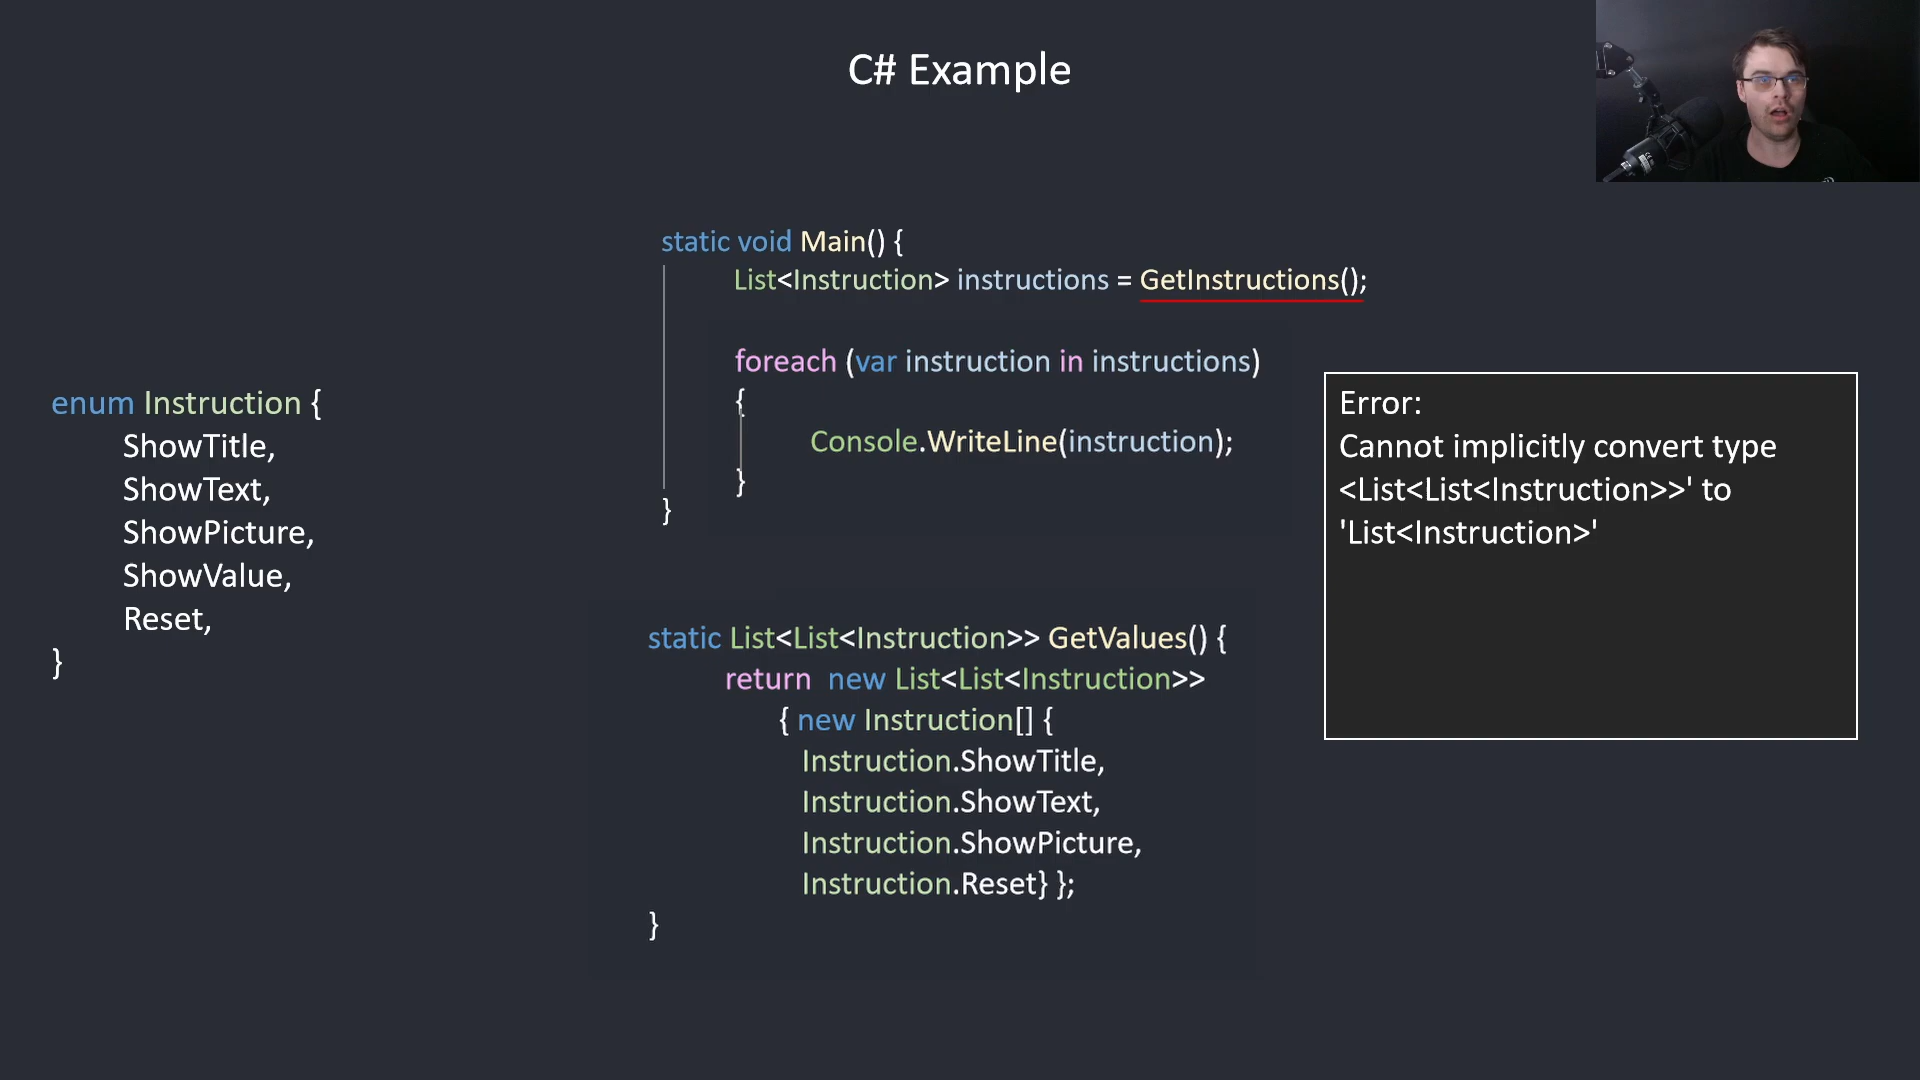 C# Example
static void Main() {
List<Instruction> instructions = GetInstructions();
foreach (var instruction in instructions)
{
Console.WriteLine(instruction);
}
}
enum Instruction {
ShowTitle,
ShowText,
ShowPicture,
ShowValue,
Reset,
}
Error:
Cannot implicitly convert type
<List<List<Instruction>>' to
'List<Instruction>'
static List<List<Instruction>> GetValues() {
return new List<List<Instruction>>
{ new Instruction[] {
Instruction.ShowTitle,
Instruction.ShowText,
Instruction.ShowPicture,
Instruction.Reset} };
}